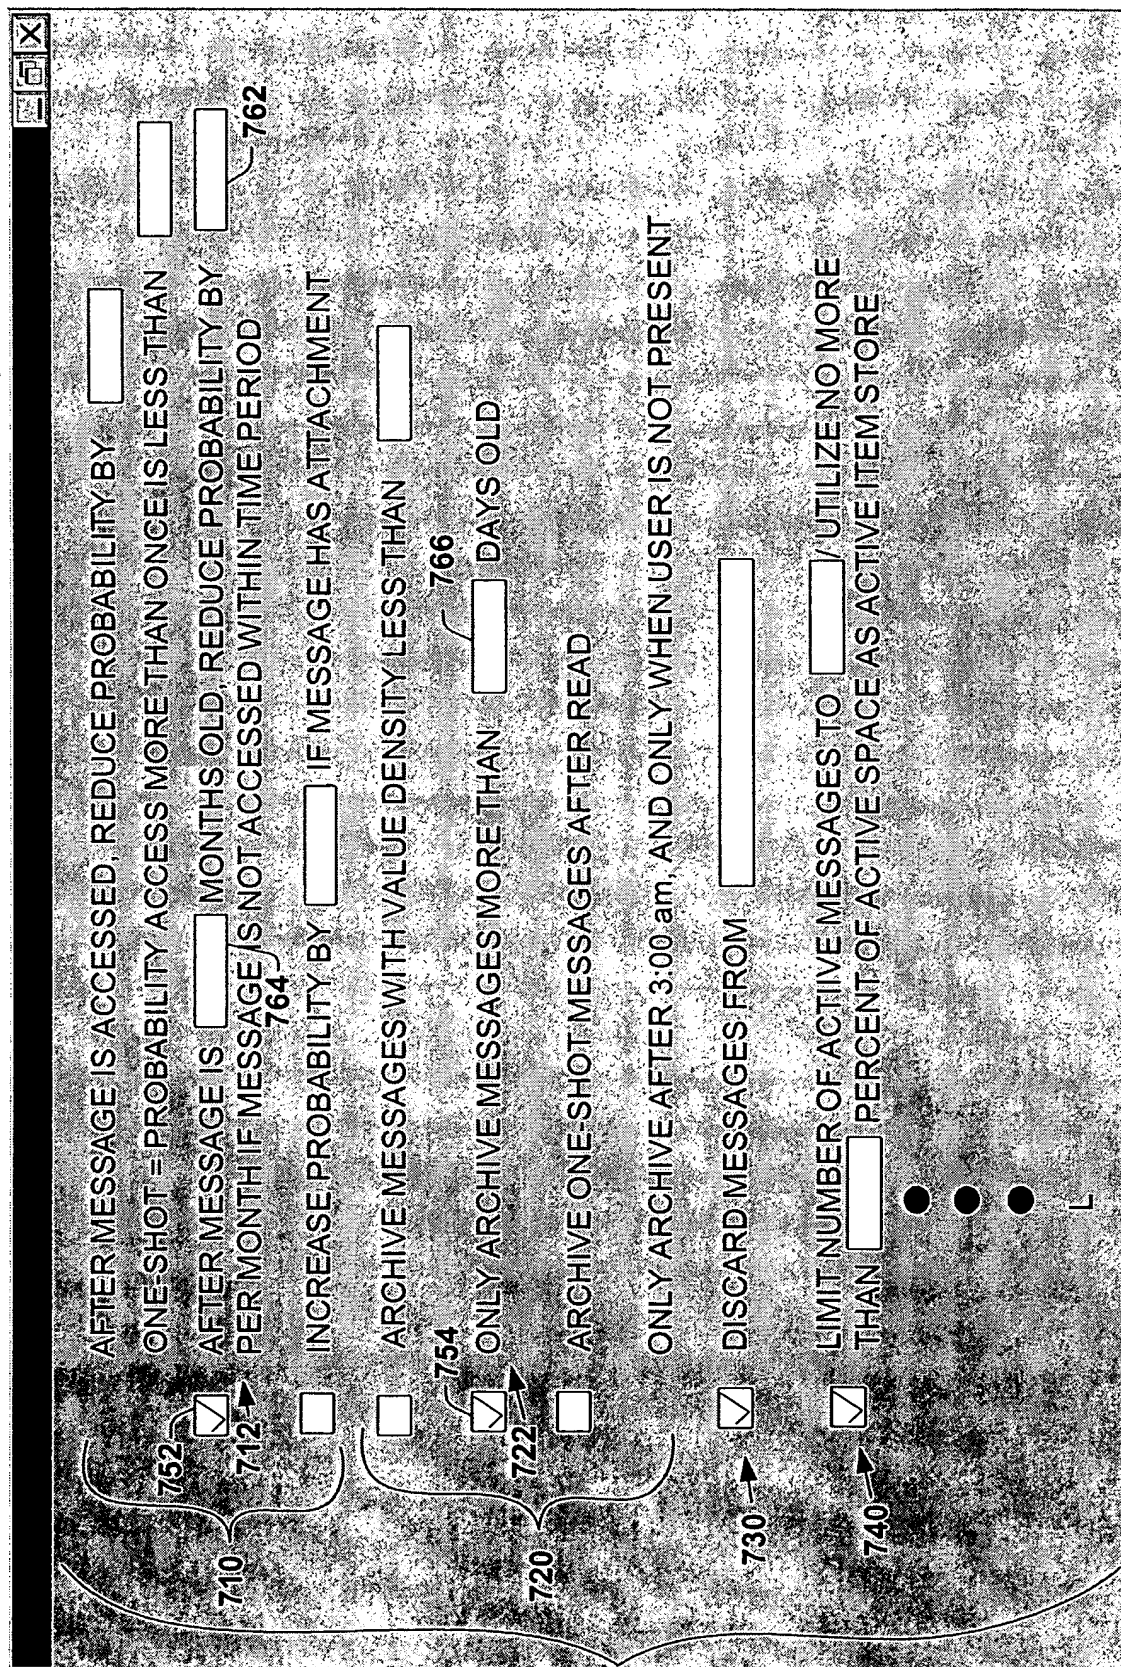 AFTER MESSAGE IS ACCESSED, REDUCE PROBABILITY BY
ONE-SHOT = PROBABILITY ACCESS MORE THAN ONCE IS LESS THAN
752
AFTER MESSAGE IS MONTHS OLD, REDUCE PROBABILITY BY
762
712
PER MONTH IF MESSAGE IS NOT ACCESSED WITHIN TIME PERIOD
764
710
INCREASE PROBABILITY BY IF MESSAGE HAS ATTACHMENT
ARCHIVE MESSAGES WITH VALUE DENSITY LESS THAN
754
766
ONLY ARCHIVE MESSAGES MORE THAN DAYS OLD
722
720
ARCHIVE ONE-SHOT MESSAGES AFTER READ
ONLY ARCHIVE AFTER 3:00 am, AND ONLY WHEN USER IS NOT PRESENT
730
DISCARD MESSAGES FROM
740
LIMIT NUMBER OF ACTIVE MESSAGES TO / UTILIZE NO MORE
THAN PERCENT OF ACTIVE SPACE AS ACTIVE ITEM STORE